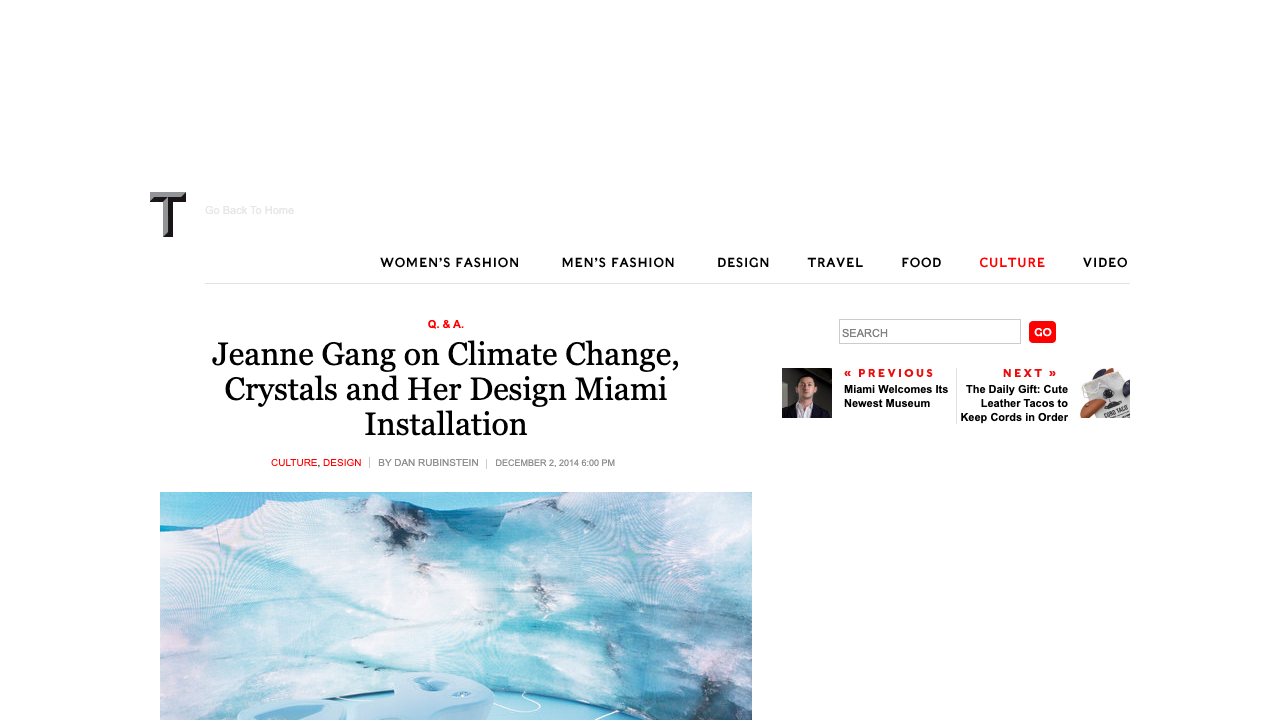 T
Go Back To Home
WOMEN'S FASHION MEN'S FASHION DESIGN TRAVEL FOOD CULTURE VIDEO
Q. & A.
Jeanne Gang on Climate Change,
Crystals and Her Design Miami
Installation
CULTURE, DESIGN | BY DAN RUBINSTEIN | DECEMBER 2, 2014 6:00 PM
SEARCH GO
« PREVIOUS
Miami Welcomes Its
Newest Museum
NEXT »
The Daily Gift: Cute
Leather Tacos to
Keep Cords in Order
CORD TACO